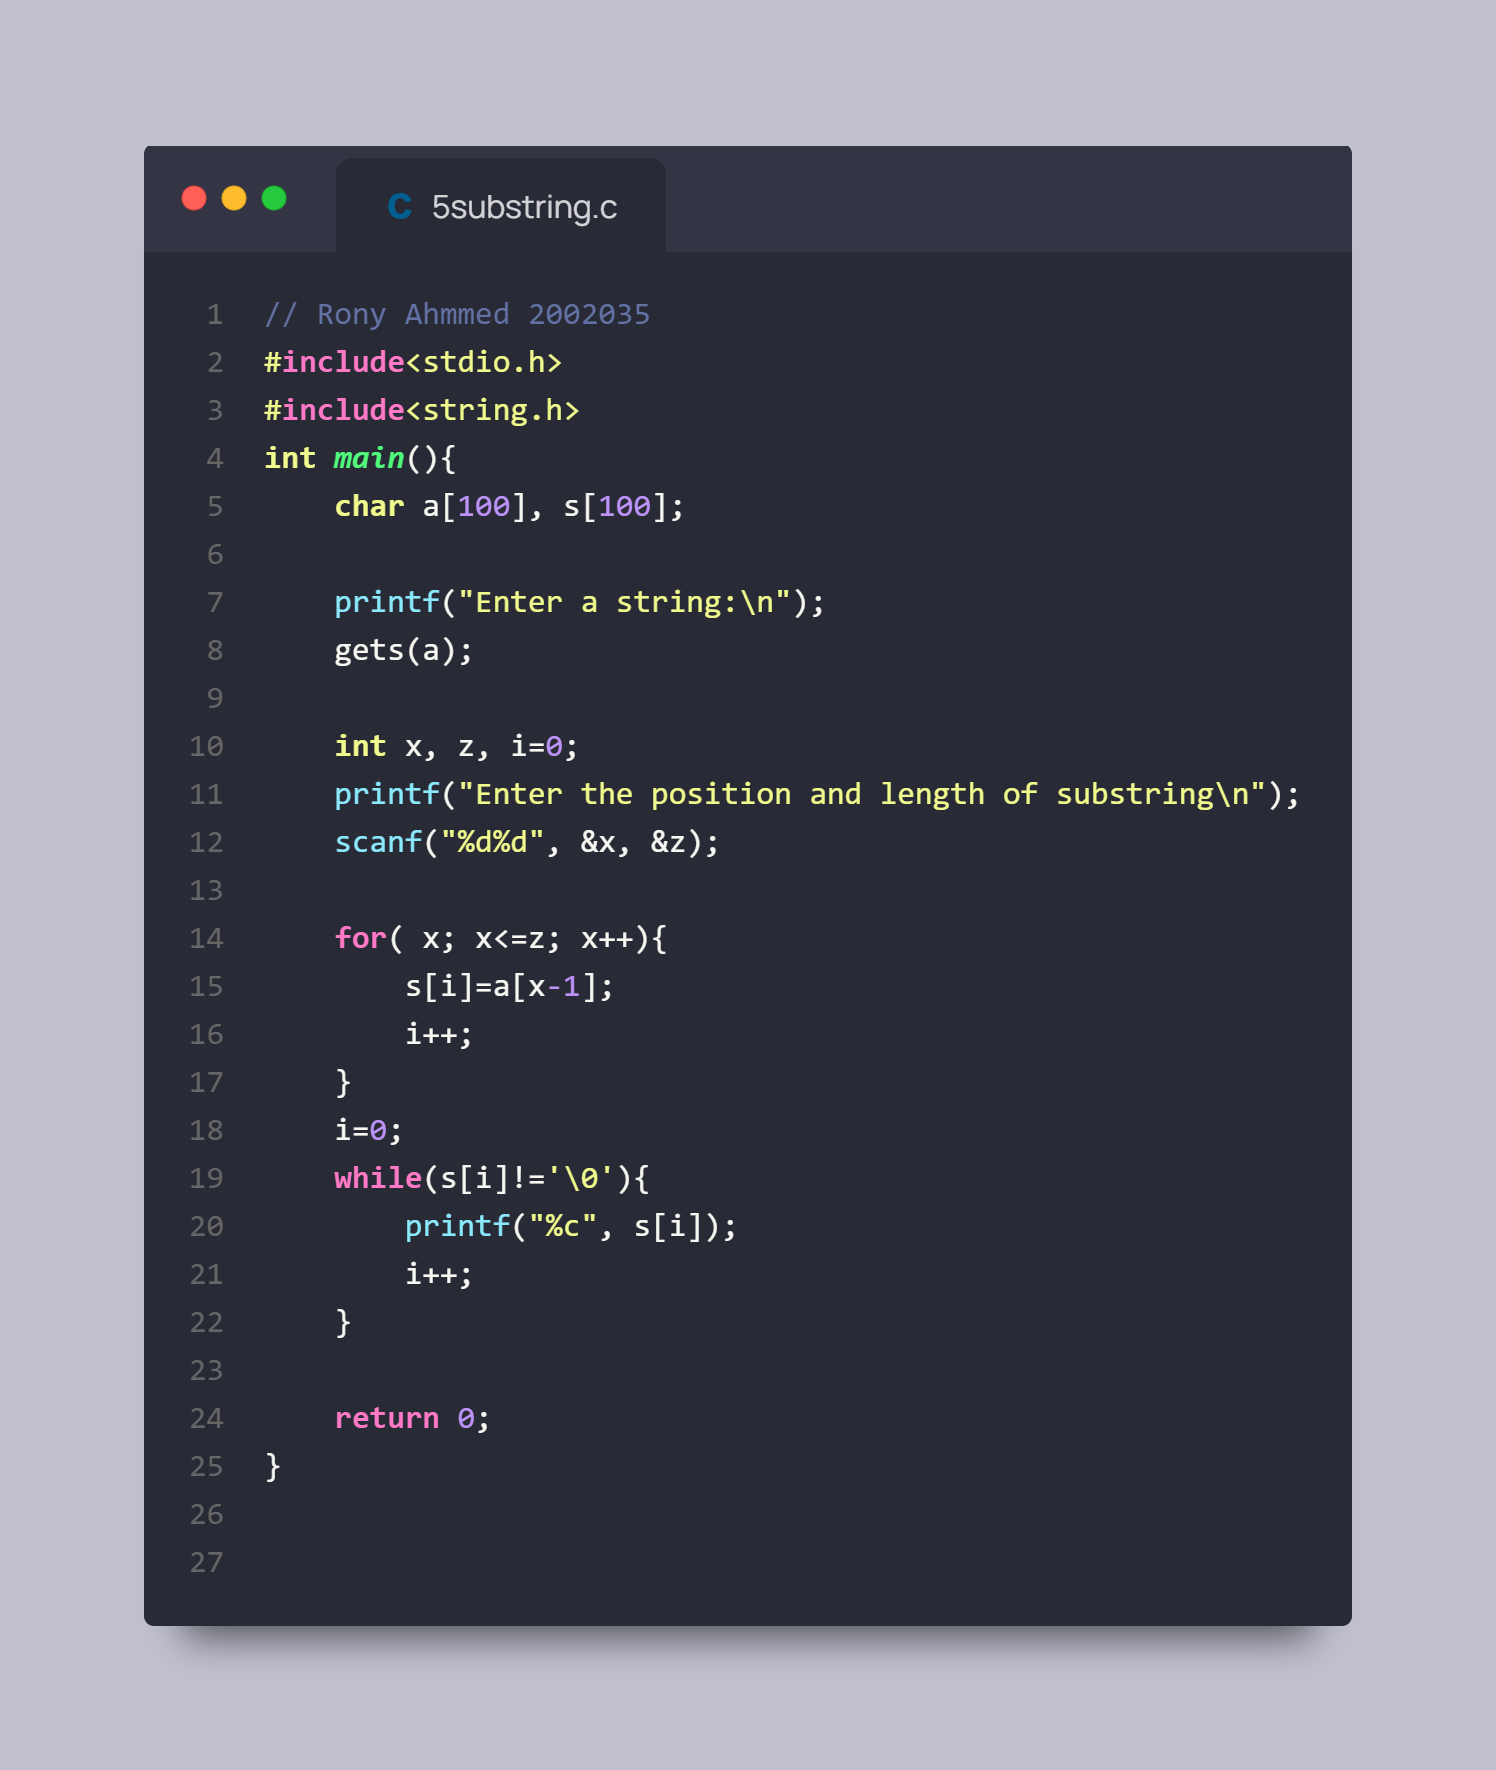 C 5substring.c
1 // Rony Ahmmed 2002035
2 #include<stdio.h>
3 #include<string.h>
4 int main(){
5     char a[100], s[100];
6
7     printf("Enter a string:\n");
8     gets(a);
9
10     int x, z, i=0;
11     printf("Enter the position and length of substring\n");
12     scanf("%d%d", &x, &z);
13
14     for( x; x<=z; x++){
15         s[i]=a[x-1];
16         i++;
17     }
18     i=0;
19     while(s[i]!='\0'){
20         printf("%c", s[i]);
21         i++;
22     }
23
24     return 0;
25 }
26
27